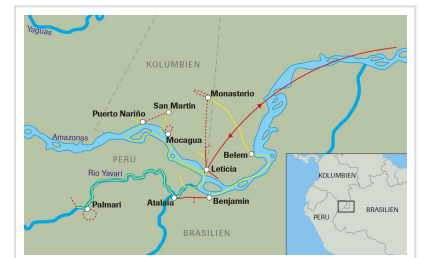 Yaguas
KOLUMBIEN
San Martin
Monasterio
Puerto Nariño
Amazonas
Mocagua
PERU
Belem
Leticia
Rio Yavari
KOLUMBIEN
Palmari
Atalaia
Benjamin
PERU
BRASILIEN
BRASILIEN